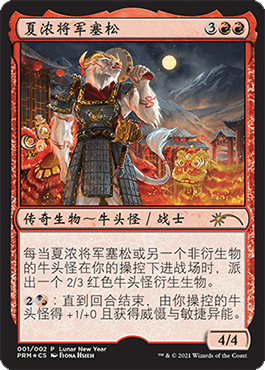 夏浓将军塞松 3
传奇生物～牛头怪／战士
每当夏浓将军塞松或另一个非衍生物
的牛头怪在你的操控下进战场时，派
出一个 2/3 红色牛头怪衍生生物。
2 ：直到回合结束，由你操控的牛
头怪得 +1/+0 且获得威慑与敏捷异能。
4/4
001/002 P Lunar New Year
PRM ★ CS Fiona Hsieh
™ & © 2021 Wizards of the Coast